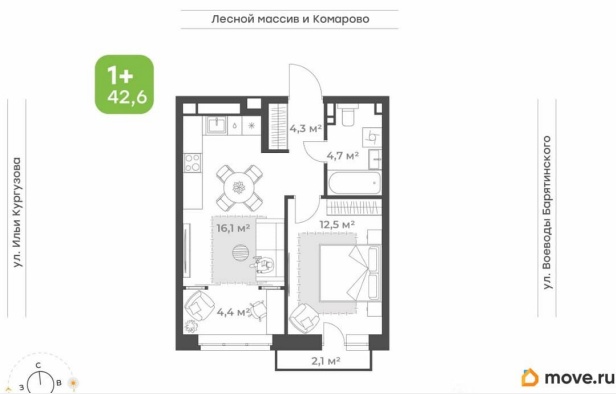 Лесной массив и Комарово
1+
42,6
4.3 м²
4.7 м²
ул. Ильи Кургузова
ул. Воеводы Барятинского
16,1 м²
12,5 м²
4,4 м²
2,1 м²
С
З
В
move.ru